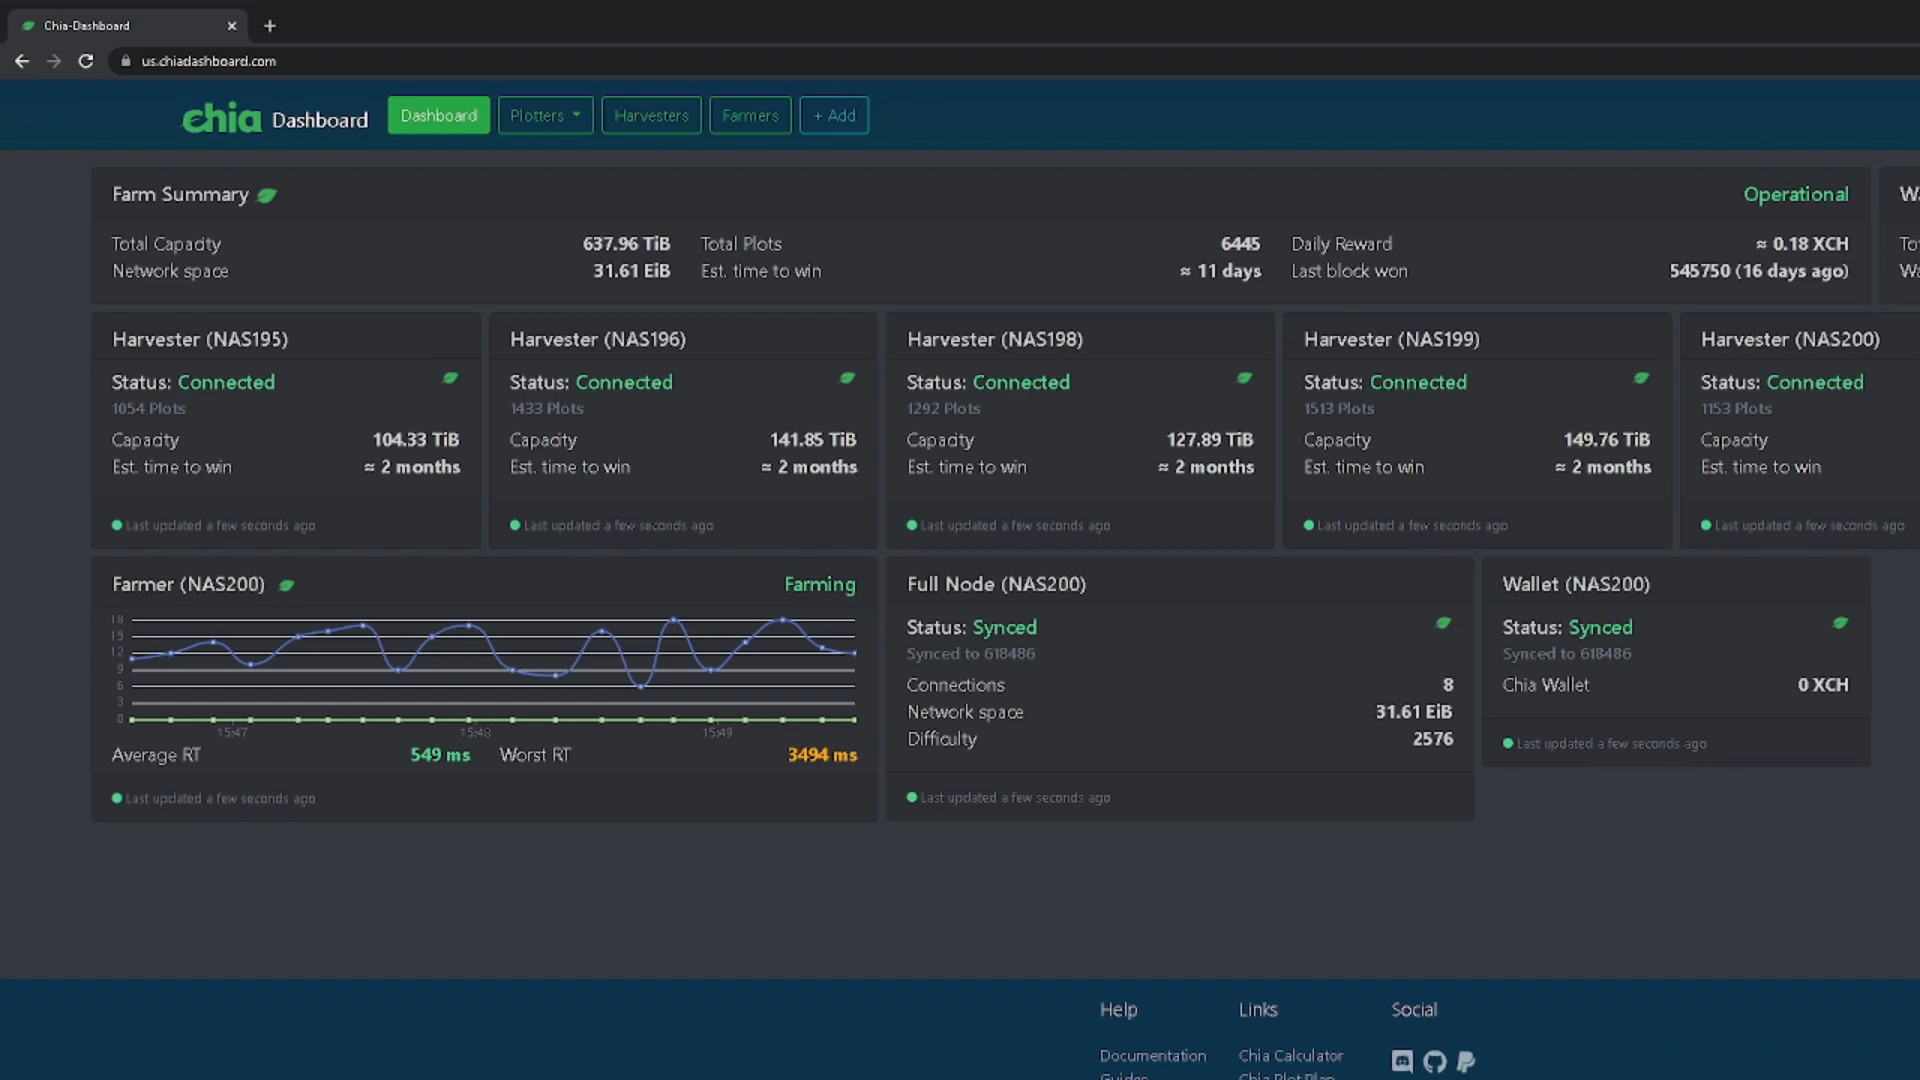 Chia-Dashboard
us.chiadashboard.com
chia Dashboard Dashboard Plotters Harvesters Farmers + Add
Farm Summary Operational
Total Capacity 637.96 TiB Total Plots 6445 Daily Reward ≈ 0.18 XCH
Network space 31.61 EiB Est. time to win ≈ 11 days Last block won 545750 (16 days ago)
Harvester (NAS195)
Status: Connected
1054 Plots
Capacity 104.33 TiB
Est. time to win ≈ 2 months
Last updated a few seconds ago
Harvester (NAS196)
Status: Connected
1433 Plots
Capacity 141.85 TiB
Est. time to win ≈ 2 months
Last updated a few seconds ago
Harvester (NAS198)
Status: Connected
1292 Plots
Capacity 127.89 TiB
Est. time to win ≈ 2 months
Last updated a few seconds ago
Harvester (NAS199)
Status: Connected
1513 Plots
Capacity 149.76 TiB
Est. time to win ≈ 2 months
Last updated a few seconds ago
Harvester (NAS200)
Status: Connected
1153 Plots
Capacity
Est. time to win
Last updated a few seconds ago
Farmer (NAS200) Farming
18
15
12
9
6
3
0
15:47 15:48 15:49
Average RT 549 ms Worst RT 3494 ms
Last updated a few seconds ago
Full Node (NAS200)
Status: Synced
Synced to 618486
Connections 8
Network space 31.61 EiB
Difficulty 2576
Last updated a few seconds ago
Wallet (NAS200)
Status: Synced
Synced to 618486
Chia Wallet 0 XCH
Last updated a few seconds ago
Help
Documentation
Guides
Links
Chia Calculator
Chia Plot Plan
Social